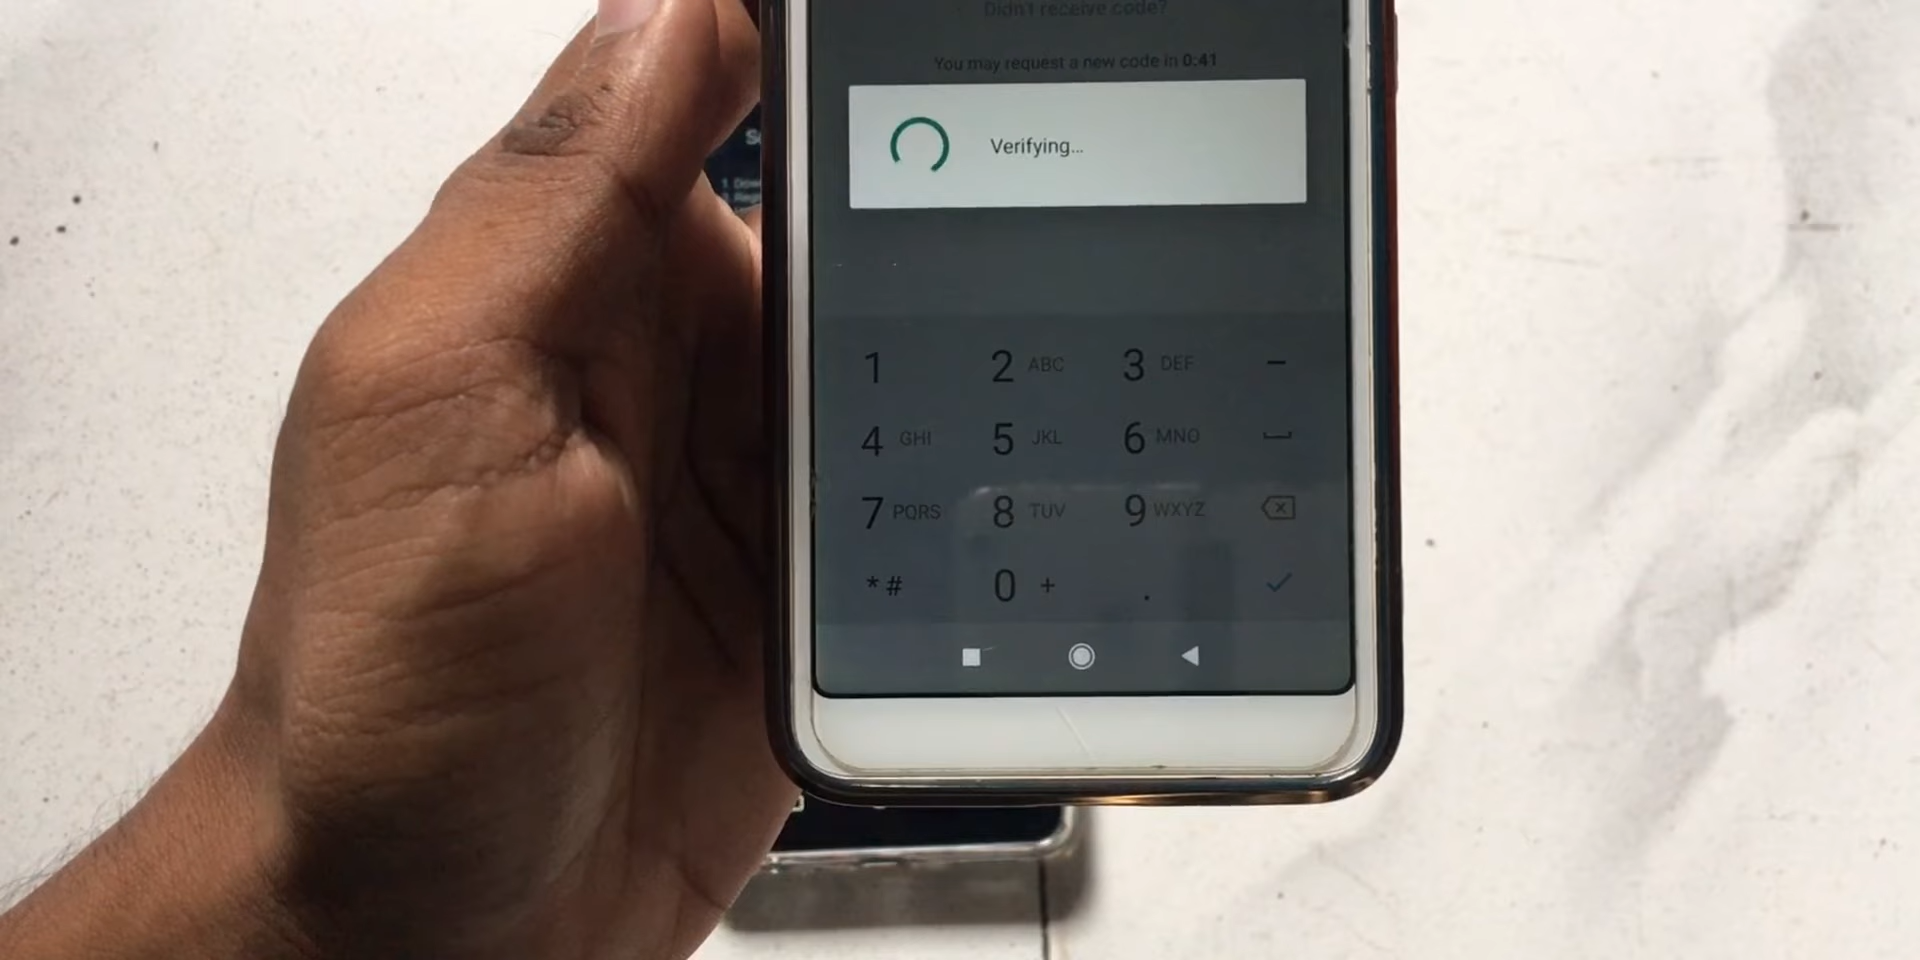 Didn't receive code?
You may request a new code in 0:41
Verifying...
1 2 ABC 3 DEF −
4 GHI 5 JKL 6 MNO
7 PQRS 8 TUV 9 WXYZ
*# 0 + .